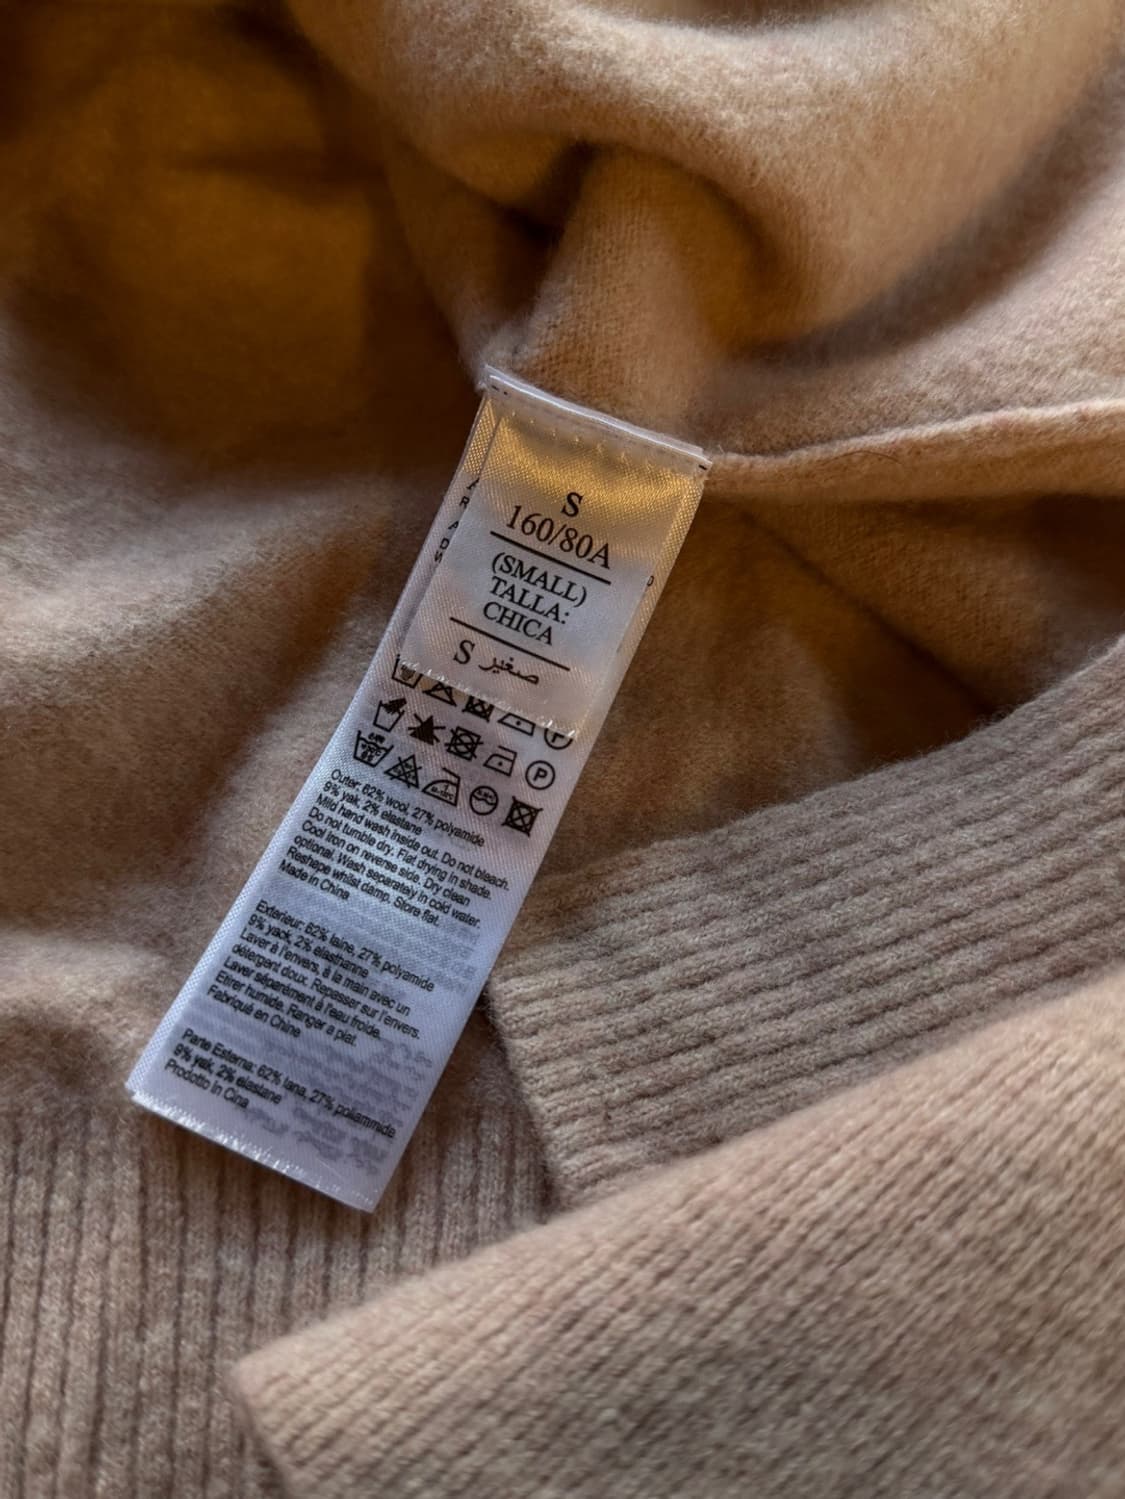 S
160/80A
(SMALL)
TALLA:
CHICA
S صغير
P
Outer: 62% wool, 27% polyamide
9% yak, 2% elastane
Mild hand wash inside out. Do not bleach.
Do not tumble dry. Flat drying in shade.
Cool iron on reverse side. Dry clean
optional. Wash separately in cold water.
Reshape whilst damp. Store flat.
Made in China
Exterieur: 62% laine, 27% polyamide
9% yack, 2% elasthanne
Laver à l'envers, à la main avec un
détergent doux. Repasser sur l'envers.
Laver séparément à l'eau froide.
Etirer humide. Ranger a plat.
Fabriqué en Chine
Parte Esterna: 62% lana, 27% poliammide
9% yak, 2% elastane
Prodotto in Cina